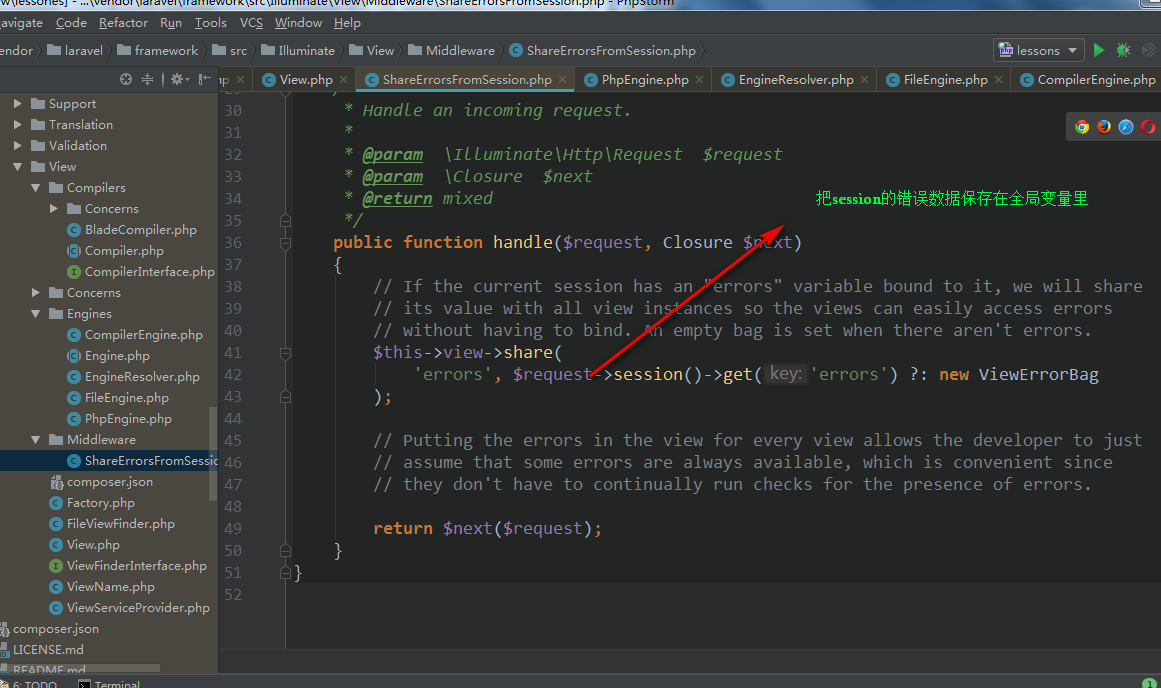 w\lessones] - ...\vendor\laravel\framework\src\Illuminate\View\Middleware\ShareErrorsFromSession.php - PhpStorm
avigate Code Refactor Run Tools VCS Window Help
endor laravel framework src Illuminate View Middleware ShareErrorsFromSession.php lessons
hp View.php ShareErrorsFromSession.php PhpEngine.php EngineResolver.php FileEngine.php CompilerEngine.php
Support
Translation
Validation
View
Compilers
Concerns
BladeCompiler.php
Compiler.php
CompilerInterface.php
Concerns
Engines
CompilerEngine.php
Engine.php
EngineResolver.php
FileEngine.php
PhpEngine.php
Middleware
ShareErrorsFromSessio
composer.json
Factory.php
FileViewFinder.php
View.php
ViewFinderInterface.php
ViewName.php
ViewServiceProvider.php
composer.json
LICENSE.md
README.md
29 /**
30 * Handle an incoming request.
31 *
32 * @param \Illuminate\Http\Request $request
33 * @param \Closure $next
34 * @return mixed
把session的错误数据保存在全局变量里
35 */
36 public function handle($request, Closure $next)
37 {
38 // If the current session has an "errors" variable bound to it, we will share
39 // its value with all view instances so the views can easily access errors
40 // without having to bind. An empty bag is set when there aren't errors.
41 $this->view->share(
42 'errors', $request->session()->get( key: 'errors') ?: new ViewErrorBag
43 );
44
45 // Putting the errors in the view for every view allows the developer to just
46 // assume that some errors are always available, which is convenient since
47 // they don't have to continually run checks for the presence of errors.
48
49 return $next($request);
50 }
51 }
52
6: TODO Terminal 1